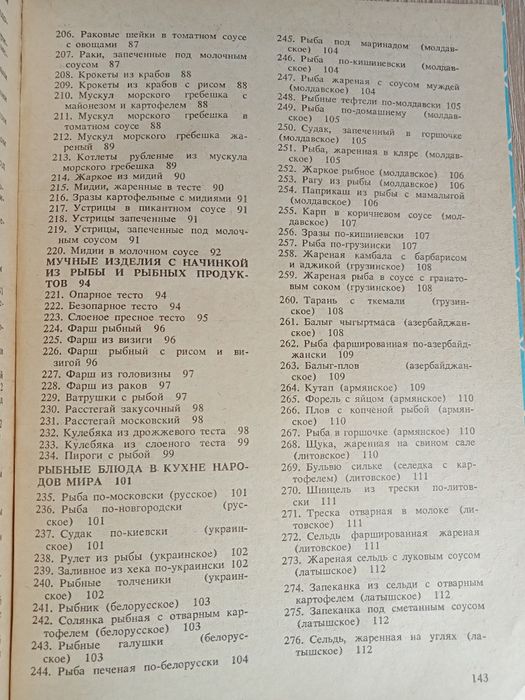 206. Раковые шейки в томатном соусе
с овощами 87
207. Раки, запеченные под молочным
соусом 87
208. Крокеты из крабов 88
209. Крокеты из крабов с рисом 88
210. Мускул морского гребешка с
майонезом и картофелем 88
211. Мускул морского гребешка в
томатном соусе 88
212. Мускул морского гребешка жа-
реный 89
213. Котлеты рубленые из мускула
морского гребешка 89
214. Жаркое из мидий 90
215. Мидии, жаренные в тесте 90
216. Зразы картофельные с мидиями 91
217. Устрицы в пикантном соусе 91
218. Устрицы запеченные 91
219. Устрицы, запеченные под молоч-
ным соусом 91
220. Мидии в молочном соусе 92
МУЧНЫЕ ИЗДЕЛИЯ С НАЧИНКОЙ
ИЗ РЫБЫ И РЫБНЫХ ПРОДУК-
ТОВ 94
221. Опарное тесто 94
222. Безопарное тесто 94
223. Слоеное пресное тесто 95
224. Фарш рыбный 96
225. Фарш из визиги 96
226. Фарш рыбный с рисом и ви-
зигой 96
227. Фарш из головизны 97
228. Фарш из раков 97
229. Ватрушки с рыбой 97
230. Расстегай закусочный 98
231. Расстегай московский 98
232. Кулебяка из дрожжевого теста 98
233. Кулебяка из слоеного теста 99
234. Пироги с рыбой 99
РЫБНЫЕ БЛЮДА В КУХНЕ НАРО-
ДОВ МИРА 101
235. Рыба по-московски (русское) 101
236. Рыба по-новгородски (рус-
ское) 101
237. Судак по-киевски (украин-
ское) 101
238. Рулет из рыбы (украинское) 102
239. Заливное из хека по-украински 102
240. Рыбные толченики (украин-
ское) 102
241. Рыбник (белорусское) 103
242. Солянка рыбная с отварным кар-
тофелем (белорусское) 103
243. Рыбные галушки (белорус-
ское) 103
244. Рыба печеная по-белорусски 104
245. Рыба под маринадом (молдав-
ское) 104
246. Рыба по-кишиневски (молдав-
ское) 104
247. Рыба жареная с соусом муждей
(молдавское) 104
248. Рыбные тефтели по-молдавски 105
249. Рыба по-домашнему (молдав-
ское) 105
250. Судак, запеченный в горшочке
(молдавское) 105
251. Рыба, жаренная в кляре (молдав-
ское) 105
252. Жаркое рыбное (молдавское) 106
253. Рагу из рыбы (молдавское) 106
254. Паприкаш из рыбы с мамалыгой
(молдавское) 106
255. Карп в коричневом соусе (мол-
давское) 107
256. Зразы по-кишиневски 107
257. Рыба по-грузински 107
258. Жареная камбала с барбарисом
и аджикой (грузинское) 108
259. Жареная рыба в соусе с гранато-
вым соком (грузинское) 108
260. Тарань с ткемали (грузин-
ское) 108
261. Балыг чыгыртмаса (азербайджан-
ское) 108
262. Рыба фаршированная по-азербайд-
жански 109
263. Балыг-плов (азербайджан-
ское) 109
264. Кутап (армянское) 109
265. Форель с яйцом (армянское) 110
266. Плов с копченой рыбой (армян-
ское) 110
267. Рыба в горшочке (армянское) 110
268. Щука, жаренная на свином сале
(литовское) 110
269. Бульвю сильке (селедка с кар-
тофелем) (литовское) 111
270. Шницель из трески по-литов-
ски 111
271. Треска отварная в молоке (ли-
товское) 111
272. Сельдь фаршированная жареная
(литовское) 111
273. Жареная сельдь с луковым соусом
(латышское) 112
274. Запеканка из сельди с отварным
картофелем (латышское) 112
275. Запеканка под сметанным соусом
(латышское) 112
276. Сельдь, жаренная на углях (ла-
тышское) 112
143